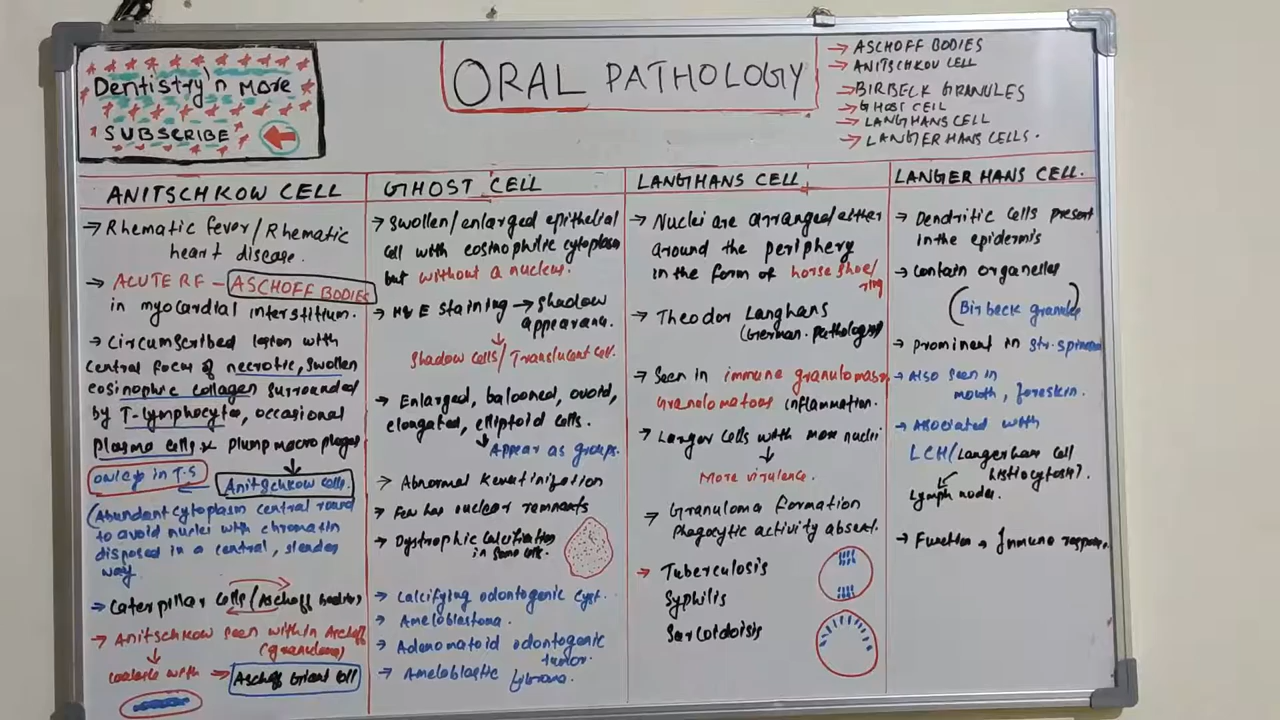 Dentistry'n More
SUBSCRIBE
ORAL PATHOLOGY
→ ASCHOFF BODIES
→ ANITSCHKOV CELL
→ BIRBECK GRANULES
→ GHOST CELL
→ LANGHANS CELL
→ LANGERHANS CELLS.
ANITSCHKOW CELL
→ Rhematic fever/Rhematic
heart disease.
→ ACUTE RF - ASCHOFF BODIES
in myocardial interstitium.
→ Circumscribed lesion with
central focus of necrotic, swollen
eosinophic collagen surrounded
by T-lymphocytes, occasional
plasma cells & plump macrophages
owleye in T.S
Anitschkow cells.
(Abundant cytoplasm central round
to avoid nuclei with chromatin
disposed in a central, slender
way.
→ Caterpillar cells/(Aschoff bodies)
→ Anitschkow seen within Aschoff
(granuloma)
coalesce with → Aschoff Giant Cell
GHOST CELL
→ Swollen/enlarged epithelial
cell with eosinophilic cytoplasm
but without a nucleus.
→ H&E staining → shadow
appearana.
Shadow cells/Translucent cell.
→ Enlarged, balooned, ovoid,
elongated, elliptoid cells.
Appear as groups.
→ Abnormal Keratinization
→ Few has nuclear remnants
→ Dystrophic calcification
in some cells.
→ Calcifying odontogenic cyst.
→ Ameloblastoma.
→ Adenomatoid odontogenic
tumor.
→ Ameloblastic fibroma.
LANGHANS CELL
→ Nuclei are arranged/either
around the periphery
in the form of horse shoe/
ring
→ Theodor Langhans
(German. pathologist)
→ Seen in immune granulomas
Granulomatous inflammation.
→ Larger cells with more nuclei
More virulence.
→ Granuloma formation
Phagocytic activity absent.
→ Tuberculosis
Syphilis
Sarcoidoisis
LANGER HANS CELL.
→ Dendritic cells present
in the epidermis
→ Contain organelles
(Birbeck granules)
→ Prominent in str.spinosum
→ Also seen in
mouth, foreskin.
→ Associated with
LCH/(Langerhans cell
histiocytosis).
Lymph nodes.
→ Function → Immune response